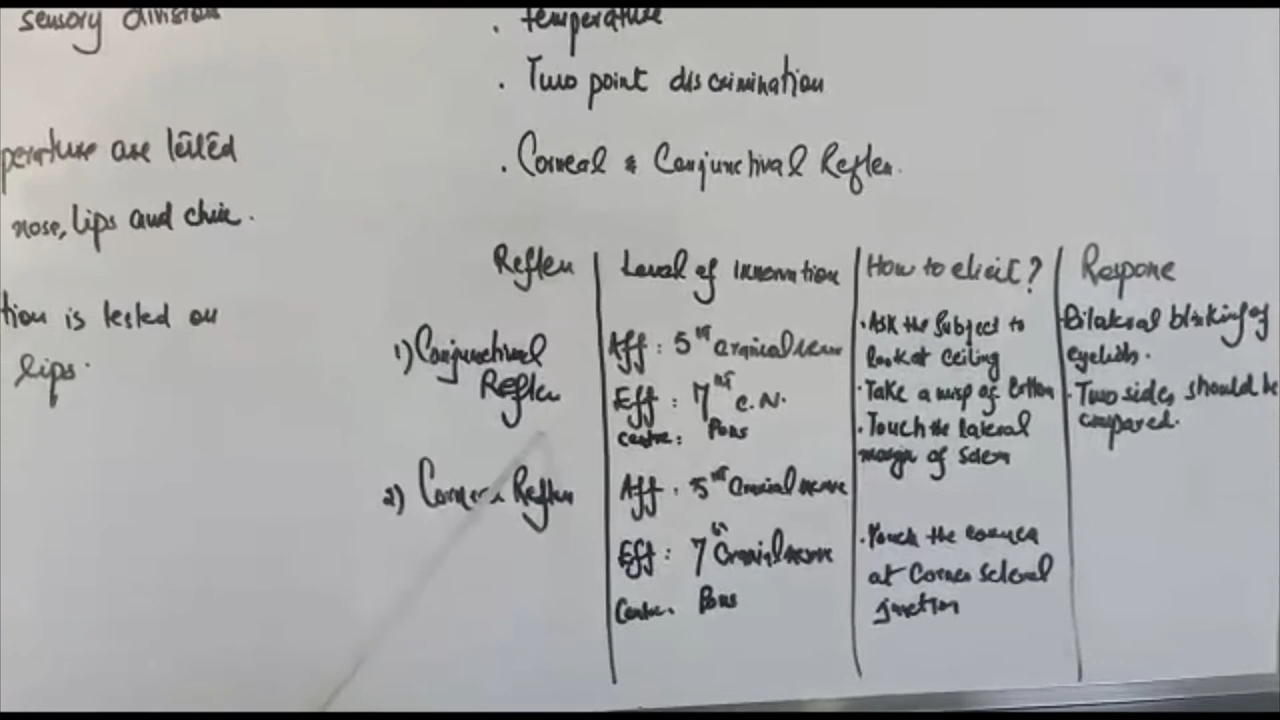 sensory division
perature are tested
nose, lips and chin.
tion is tested on
lips.
. temperature
. Two point discrimination
. Corneal & Conjunctival Reflex.
Reflex
1) Conjunctival
Reflex
2) Corneal Reflex
Level of innervation
Aff : 5th Cranial nerve
Eff : 7th C.N.
centre : Pons
Aff : 5th Cranial nerve
Eff : 7th Cranial nerve
Centre. Pons
How to elicit?
. Ask the Subject to
look at ceiling
. Take a wisp of Cotton
. Touch the lateral
margin of Sclera
. Touch the cornea
at Corneo Scleral
junction
Respone
Bilateral blinking of
eyelids.
. Two sides should be
compared.